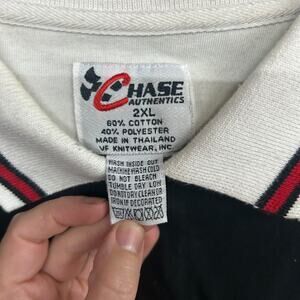 CHASE
AUTHENTICS
2XL
60% COTTON
40% POLYESTER
MADE IN THAILAND
VF KNITWEAR, INC.
WASH INSIDE OUT
MACHINE WASH COLD
DO NOT BLEACH
TUMBLE DRY LOW
DO NOT DRY CLEAN OR
IRON IF DECORATED